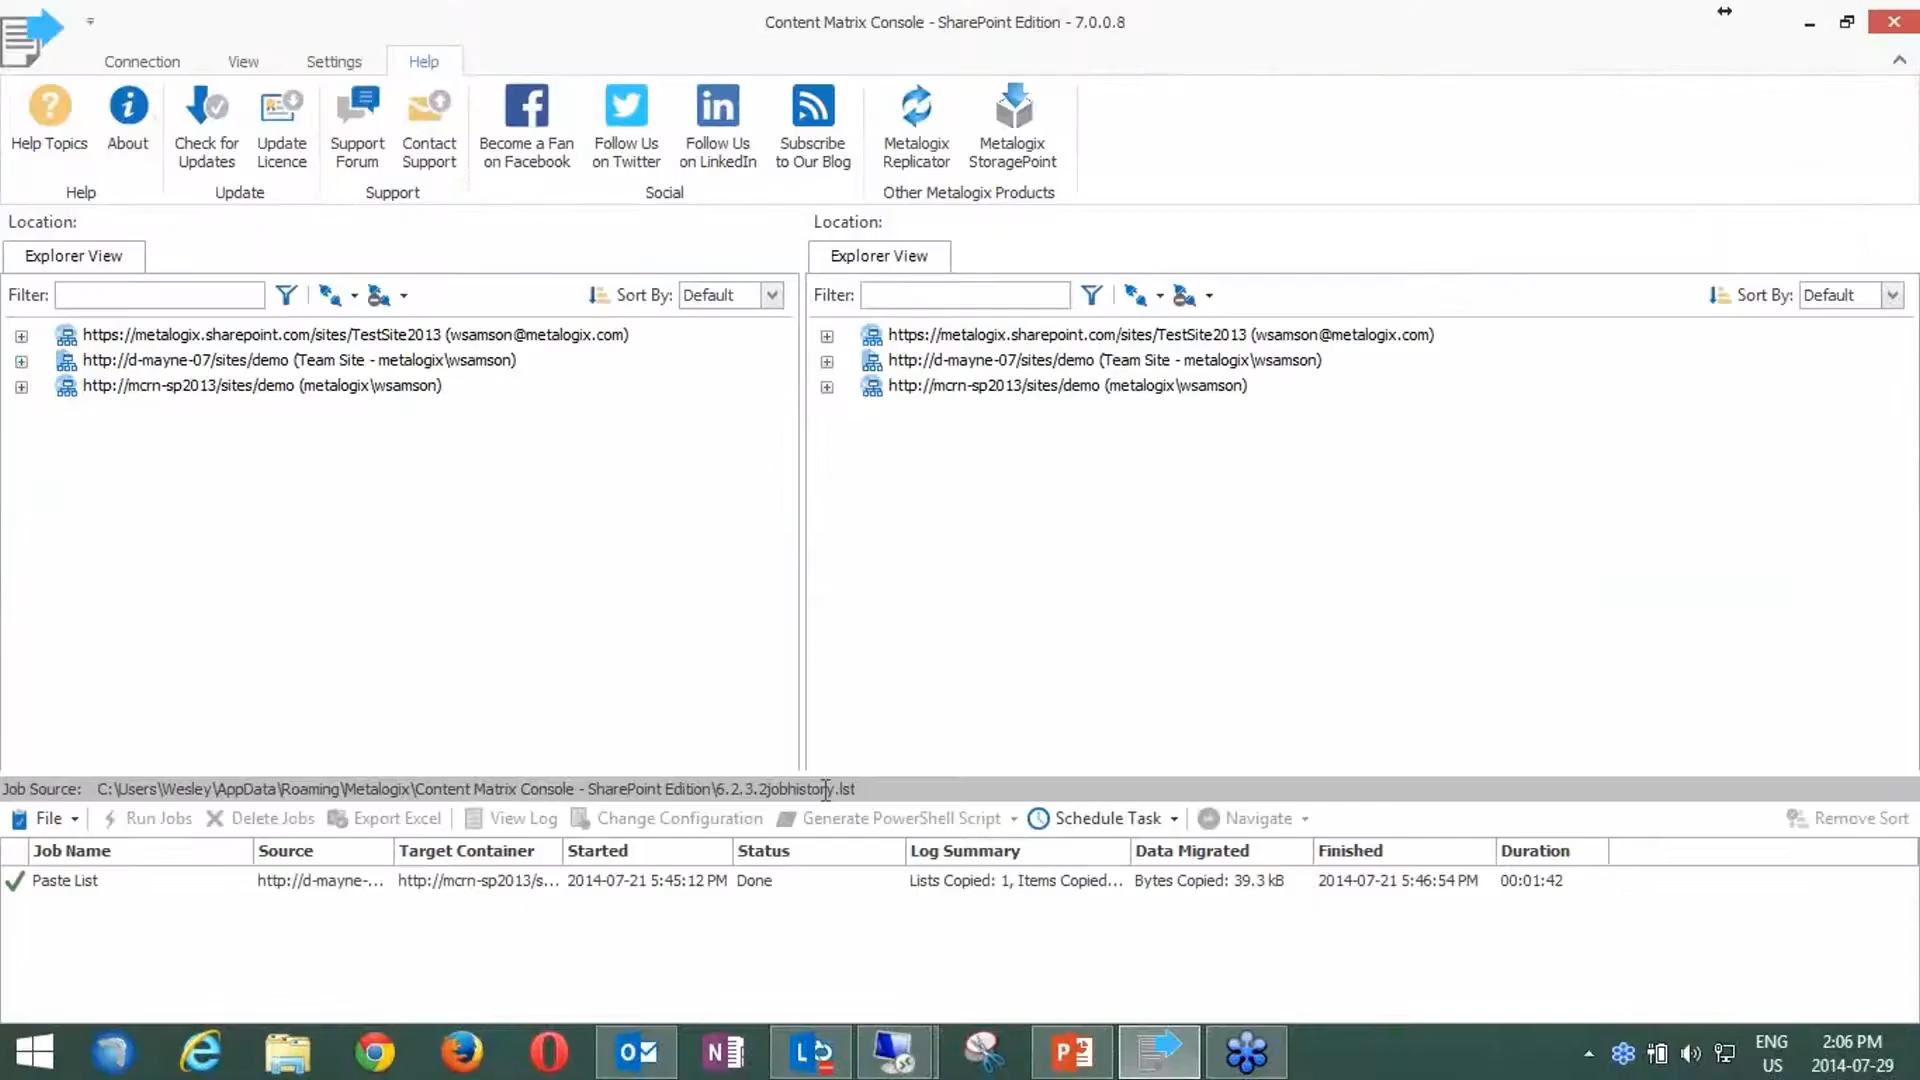 Content Matrix Console - SharePoint Edition - 7.0.0.8
Connection View Settings Help
Help Topics
About
Check for
Updates
Update
Licence
Support
Forum
Contact
Support
Become a Fan
on Facebook
Follow Us
on Twitter
Follow Us
on LinkedIn
Subscribe
to Our Blog
Metalogix
Replicator
Metalogix
StoragePoint
Help Update Support Social Other Metalogix Products
Location:
Explorer View
Filter: Sort By: Default
https://metalogix.sharepoint.com/sites/TestSite2013 (wsamson@metalogix.com)
http://d-mayne-07/sites/demo (Team Site - metalogix\wsamson)
http://mcrn-sp2013/sites/demo (metalogix\wsamson)
Location:
Explorer View
Filter: Sort By: Default
https://metalogix.sharepoint.com/sites/TestSite2013 (wsamson@metalogix.com)
http://d-mayne-07/sites/demo (Team Site - metalogix\wsamson)
http://mcrn-sp2013/sites/demo (metalogix\wsamson)
Job Source: C:\Users\Wesley\AppData\Roaming\Metalogix\Content Matrix Console - SharePoint Edition\6.2.3.2jobhistory.lst
File Run Jobs Delete Jobs Export Excel View Log Change Configuration Generate PowerShell Script Schedule Task Navigate Remove Sort
Job Name Source Target Container Started Status Log Summary Data Migrated Finished Duration
Paste List http://d-mayne-... http://mcrn-sp2013/s... 2014-07-21 5:45:12 PM Done Lists Copied: 1, Items Copied... Bytes Copied: 39.3 kB 2014-07-21 5:46:54 PM 00:01:42
ENG
US
2:06 PM
2014-07-29